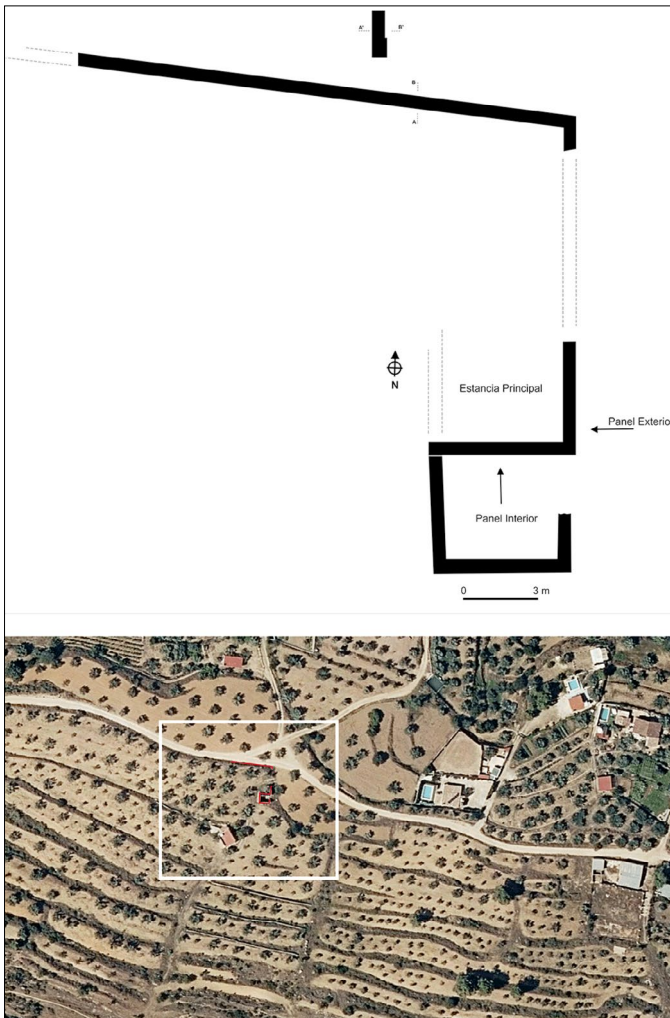 A' B'
B
A
N
Estancia Principal
Panel Exterio
Panel Interior
0 3 m